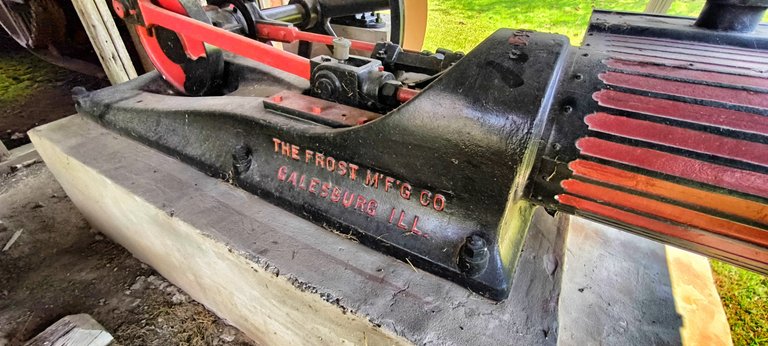 THE FROST M'F'G CO
GALESBURG ILL.